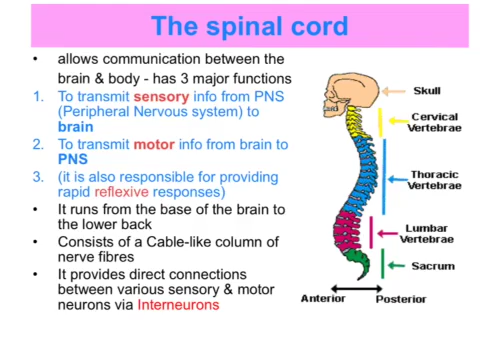 The spinal cord
• allows communication between the
brain & body - has 3 major functions
1. To transmit sensory info from PNS
(Peripheral Nervous system) to
brain
2. To transmit motor info from brain to
PNS
3. (it is also responsible for providing
rapid reflexive responses)
• It runs from the base of the brain to
the lower back
• Consists of a Cable-like column of
nerve fibres
• It provides direct connections
between various sensory & motor
neurons via Interneurons
Skull
Cervical
Vertebrae
Thoracic
Vertebrae
Lumbar
Vertebrae
Sacrum
Anterior Posterior